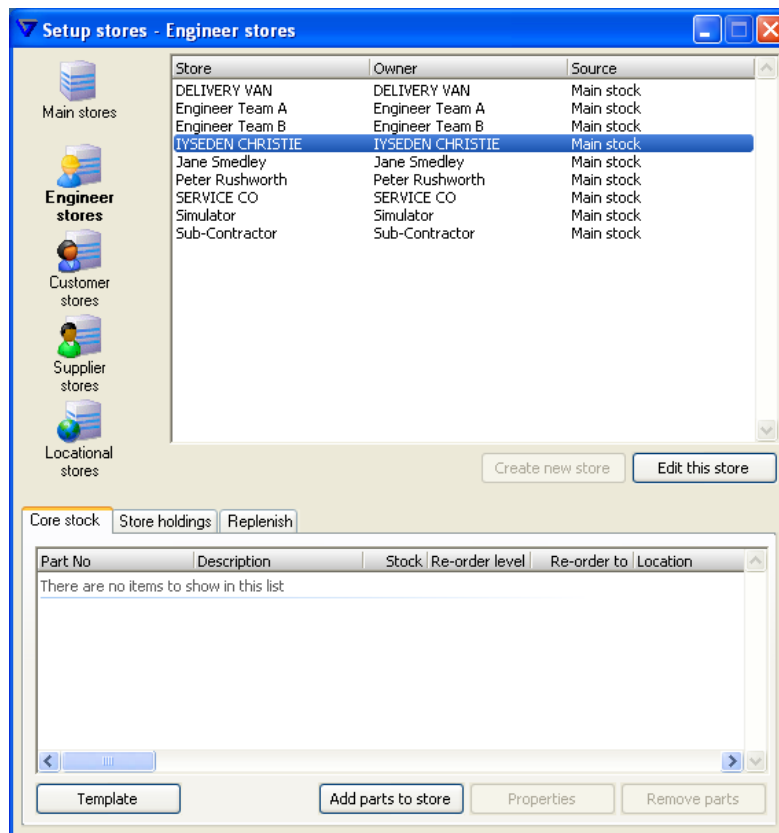 Setup stores - Engineer stores
Main stores
Engineer
stores
Customer
stores
Supplier
stores
Locational
stores
Store Owner Source
DELIVERY VAN DELIVERY VAN Main stock
Engineer Team A Engineer Team A Main stock
Engineer Team B Engineer Team B Main stock
IYSEDEN CHRISTIE IYSEDEN CHRISTIE Main stock
Jane Smedley Jane Smedley Main stock
Peter Rushworth Peter Rushworth Main stock
SERVICE CO SERVICE CO Main stock
Simulator Simulator Main stock
Sub-Contractor Sub-Contractor Main stock
Create new store Edit this store
Core stock Store holdings Replenish
Part No Description Stock Re-order level Re-order to Location
There are no items to show in this list
Template Add parts to store Properties Remove parts